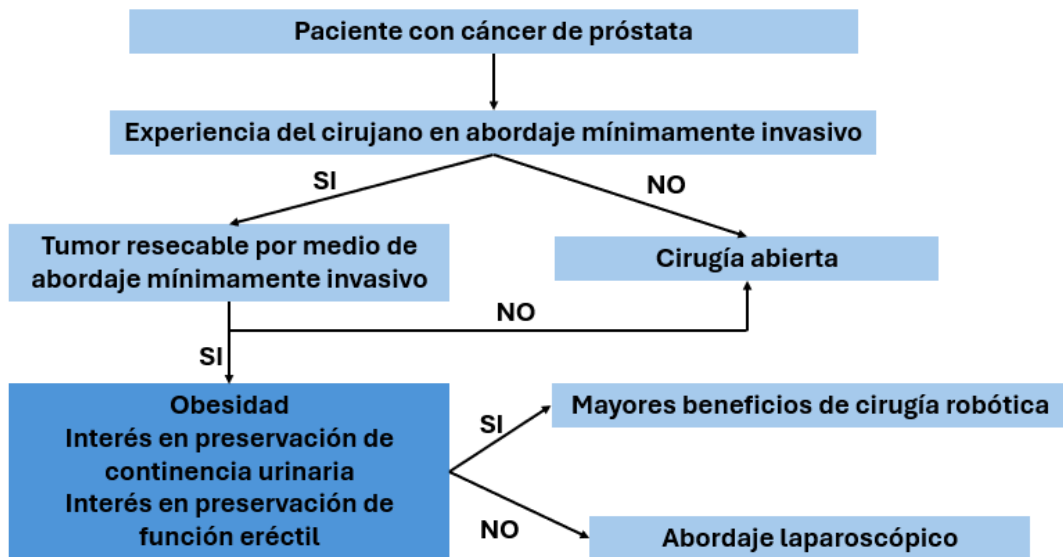 Paciente con cáncer de próstata
Experiencia del cirujano en abordaje mínimamente invasivo
SI
NO
Tumor resecable por medio de
abordaje mínimamente invasivo
Cirugía abierta
NO
SI
Obesidad
Interés en preservación de
continencia urinaria
Interés en preservación de
función eréctil
SI
Mayores beneficios de cirugía robótica
NO
Abordaje laparoscópico